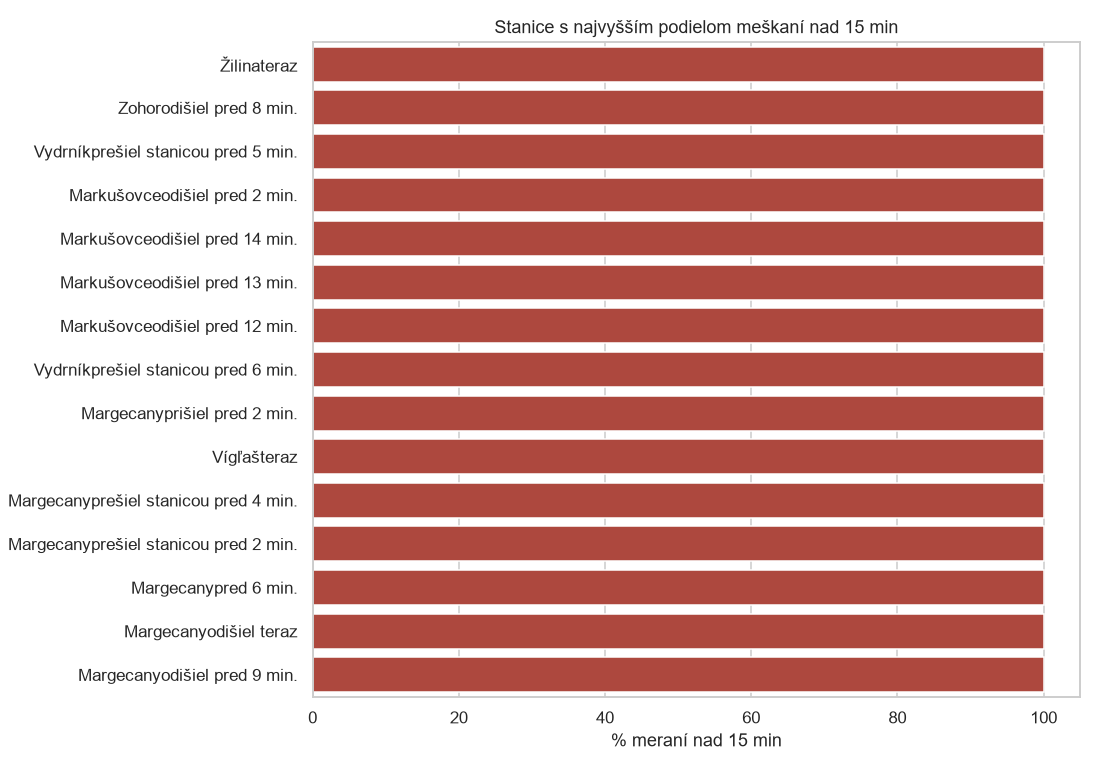 Stanice s najvyšším podielom meškaní nad 15 min
Žilinateraz
Zohorodišiel pred 8 min.
Vydrníkprešiel stanicou pred 5 min.
Markušovceodišiel pred 2 min.
Markušovceodišiel pred 14 min.
Markušovceodišiel pred 13 min.
Markušovceodišiel pred 12 min.
Vydrníkprešiel stanicou pred 6 min.
Margecanyprišiel pred 2 min.
Vígľašteraz
Margecanyprešiel stanicou pred 4 min.
Margecanyprešiel stanicou pred 2 min.
Margecanypred 6 min.
Margecanyodišiel teraz
Margecanyodišiel pred 9 min.
0 20 40 60 80 100
% meraní nad 15 min